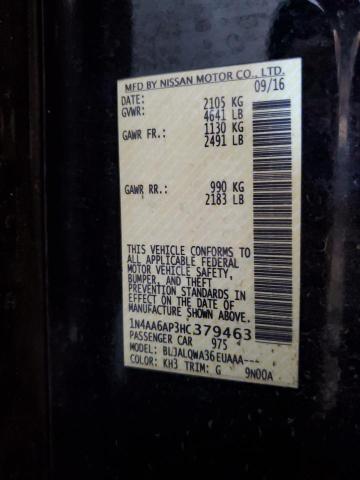 MFD BY NISSAN MOTOR CO., LTD.
DATE: 09/16
GVWR: 2105 KG
4641 LB
GAWR FR.: 1130 KG
2491 LB
GAWR RR.: 990 KG
2183 LB
THIS VEHICLE CONFORMS TO
ALL APPLICABLE FEDERAL
MOTOR VEHICLE SAFETY,
BUMPER, AND THEFT
PREVENTION STANDARDS IN
EFFECT ON THE DATE OF
MANUFACTURE SHOWN ABOVE.
1N4AA6AP3HC379463
PASSENGER CAR 975
MODEL: BLJALQWA36EUAAA---
COLOR: KH3 TRIM: G 9N00A